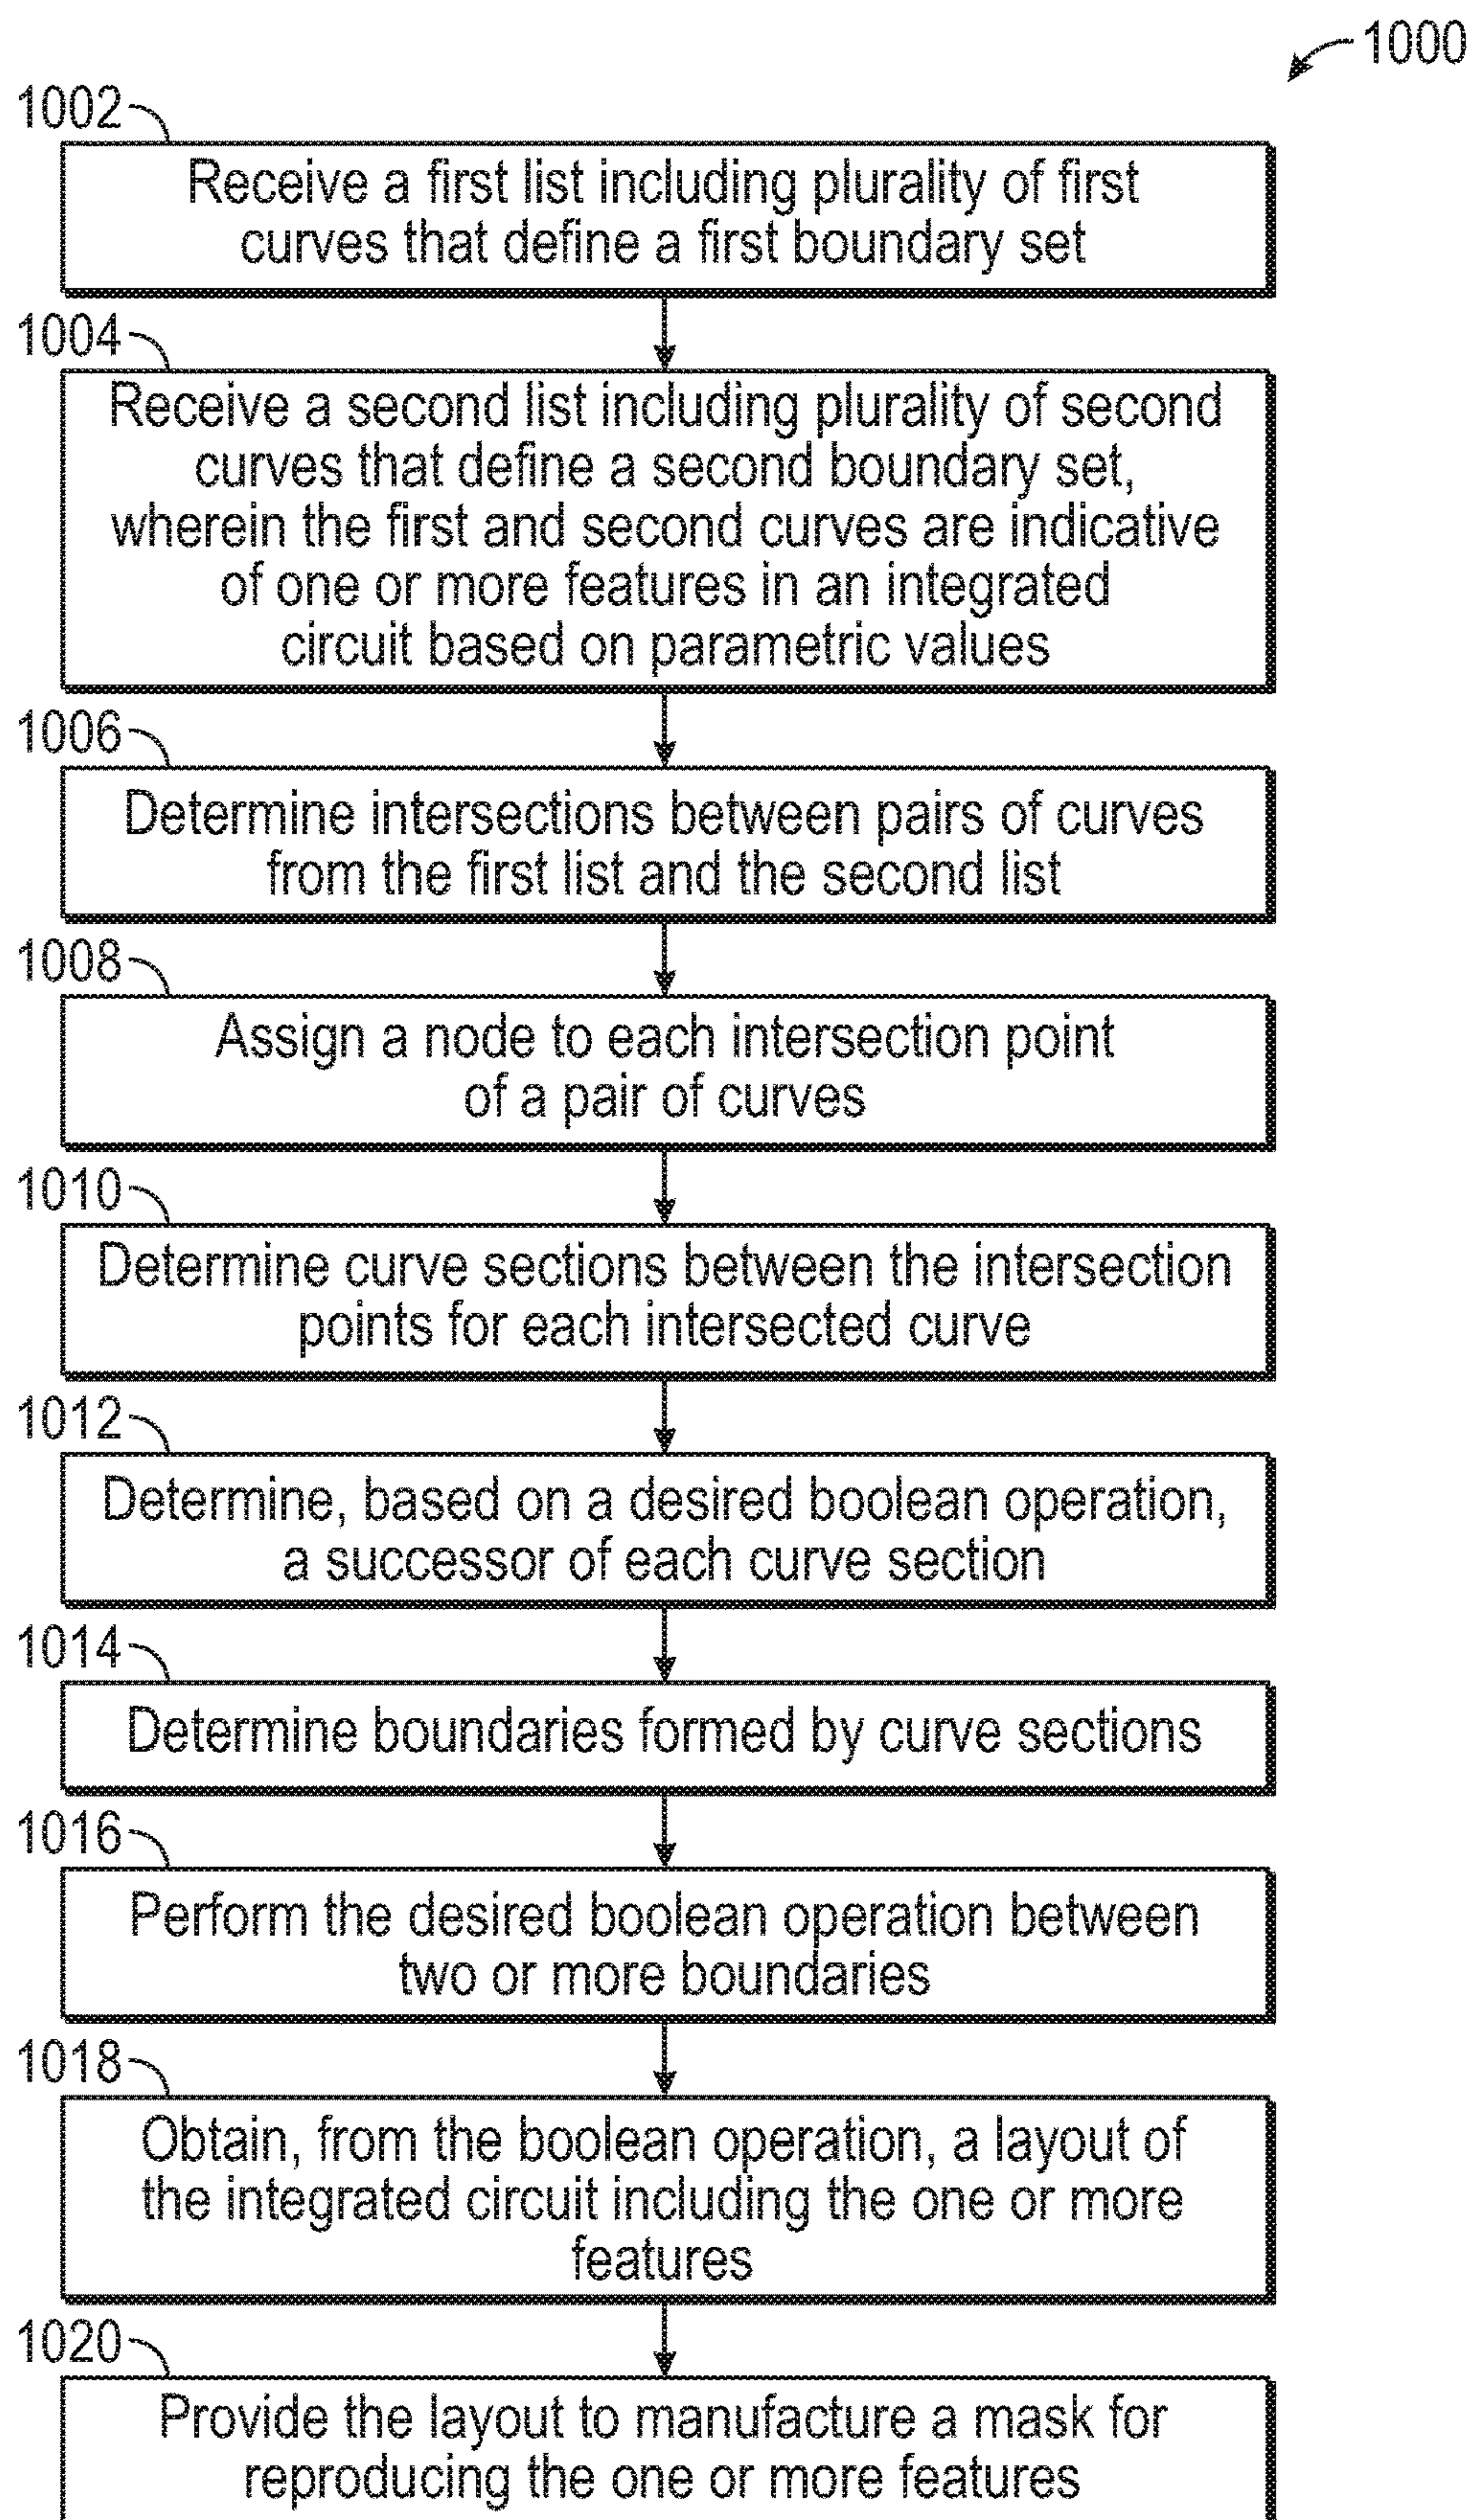 1000
1002
Receive a first list including plurality of first
curves that define a first boundary set
1004
Receive a second list including plurality of second
curves that define a second boundary set,
wherein the first and second curves are indicative
of one or more features in an integrated
circuit based on parametric values
1006
Determine intersections between pairs of curves
from the first list and the second list
1008
Assign a node to each intersection point
of a pair of curves
1010
Determine curve sections between the intersection
points for each intersected curve
1012
Determine, based on a desired boolean operation,
a successor of each curve section
1014
Determine boundaries formed by curve sections
1016
Perform the desired boolean operation between
two or more boundaries
1018
Obtain, from the boolean operation, a layout of
the integrated circuit including the one or more
features
1020
Provide the layout to manufacture a mask for
reproducing the one or more features